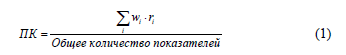 ПК = ∑ᵢ wᵢ · rᵢ / Общее количество показателей (1)